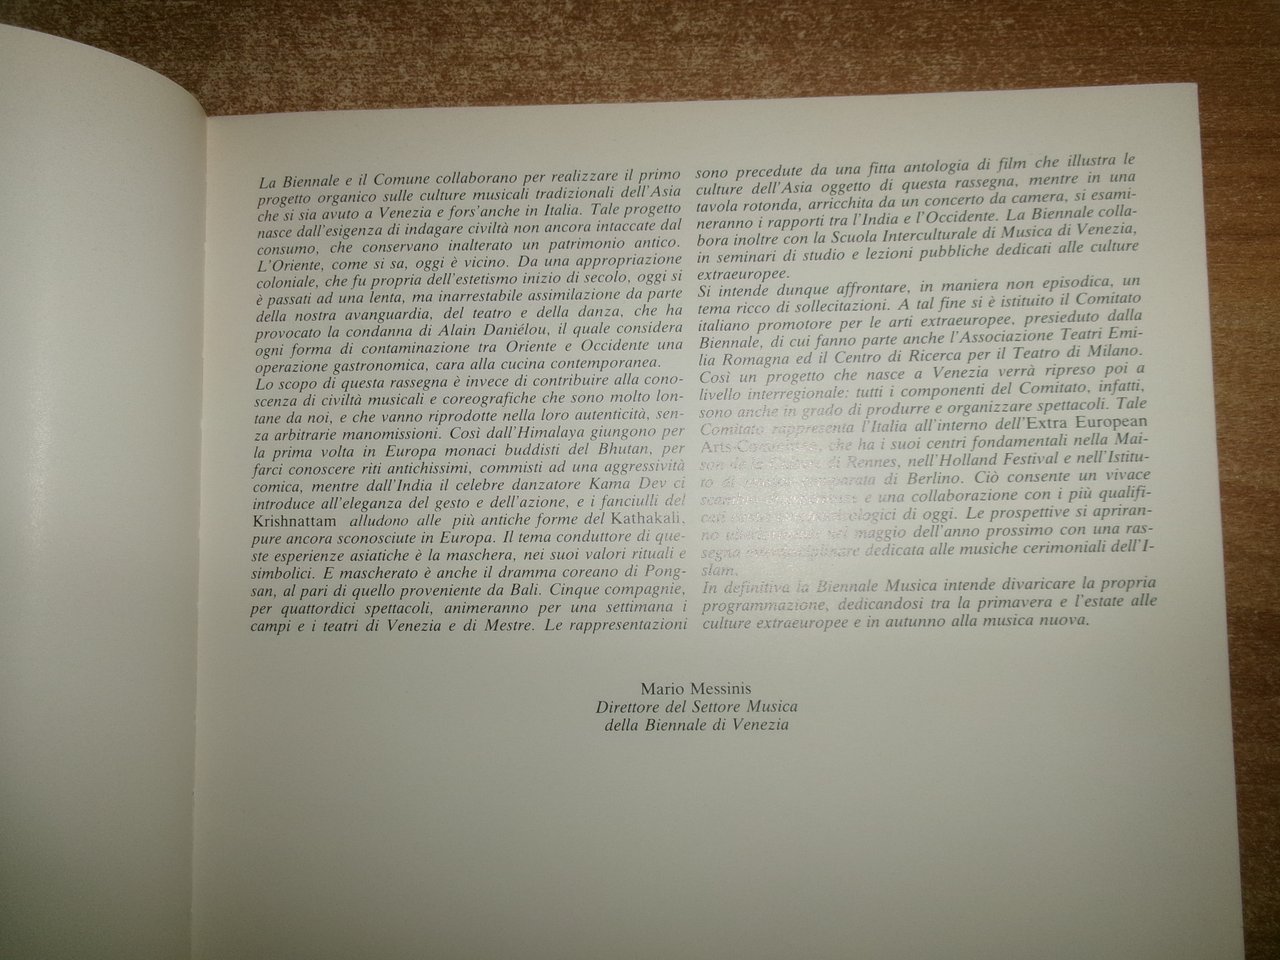 La Biennale e il Comune collaborano per realizzare il primo
progetto organico sulle culture musicali tradizionali dell'Asia
che si sia avuto a Venezia e fors'anche in Italia. Tale progetto
nasce dall'esigenza di indagare civiltà non ancora intaccate dal
consumo, che conservano inalterato un patrimonio antico.
L'Oriente, come si sa, oggi è vicino. Da una appropriazione
coloniale, che fu propria dell'estetismo inizio di secolo, oggi si
è passati ad una lenta, ma inarrestabile assimilazione da parte
della nostra avanguardia, del teatro e della danza, che ha
provocato la condanna di Alain Daniélou, il quale considera
ogni forma di contaminazione tra Oriente e Occidente una
operazione gastronomica, cara alla cucina contemporanea.
Lo scopo di questa rassegna è invece di contribuire alla cono-
scenza di civiltà musicali e coreografiche che sono molto lon-
tane da noi, e che vanno riprodotte nella loro autenticità, sen-
za arbitrarie manomissioni. Così dall'Himalaya giungono per
la prima volta in Europa monaci buddisti del Bhutan, per
farci conoscere riti antichissimi, commisti ad una aggressività
comica, mentre dall'India il celebre danzatore Kama Dev ci
introduce all'eleganza del gesto e dell'azione, e i fanciulli del
Krishnattam alludono alle più antiche forme del Kathakali,
pure ancora sconosciute in Europa. Il tema conduttore di que-
ste esperienze asiatiche è la maschera, nei suoi valori rituali e
simbolici. E mascherato è anche il dramma coreano di Pong-
san, al pari di quello proveniente da Bali. Cinque compagnie,
per quattordici spettacoli, animeranno per una settimana i
campi e i teatri di Venezia e di Mestre. Le rappresentazioni
sono precedute da una fitta antologia di film che illustra le
culture dell'Asia oggetto di questa rassegna, mentre in una
tavola rotonda, arricchita da un concerto da camera, si esami-
neranno i rapporti tra l'India e l'Occidente. La Biennale colla-
bora inoltre con la Scuola Interculturale di Musica di Venezia,
in seminari di studio e lezioni pubbliche dedicati alle culture
extraeuropee.
Si intende dunque affrontare, in maniera non episodica, un
tema ricco di sollecitazioni. A tal fine si è istituito il Comitato
italiano promotore per le arti extraeuropee, presieduto dalla
Biennale, di cui fanno parte anche l'Associazione Teatri Emi-
lia Romagna ed il Centro di Ricerca per il Teatro di Milano.
Così un progetto che nasce a Venezia verrà ripreso poi a
livello interregionale: tutti i componenti del Comitato, infatti,
sono anche in grado di produrre e organizzare spettacoli. Tale
Comitato rappresenta l'Italia all'interno dell'Extra European
Arts che ha i suoi centri fondamentali nella Mai-
son de la di Rennes, nell'Holland Festival e nell'Istitu-
to di di Berlino. Ciò consente un vivace
e una collaborazione con i più qualifi-
cati di oggi. Le prospettive si apriran-
no nel maggio dell'anno prossimo con una ras-
segna dedicata alle musiche cerimoniali dell'I-
slam.
In definitiva la Biennale Musica intende divaricare la propria
programmazione, dedicandosi tra la primavera e l'estate alle
culture extraeuropee e in autunno alla musica nuova.
Mario Messinis
Direttore del Settore Musica
della Biennale di Venezia